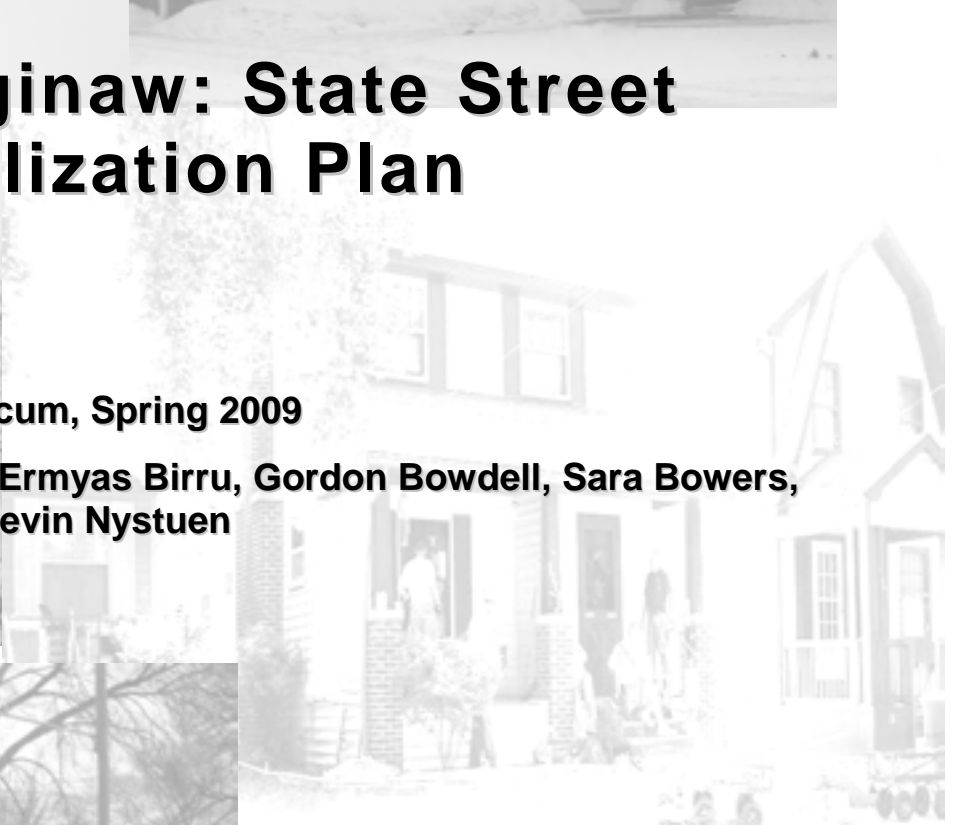 ginaw: State Street
lization Plan
cum, Spring 2009
Ermyas Birru, Gordon Bowdell, Sara Bowers,
evin Nystuen